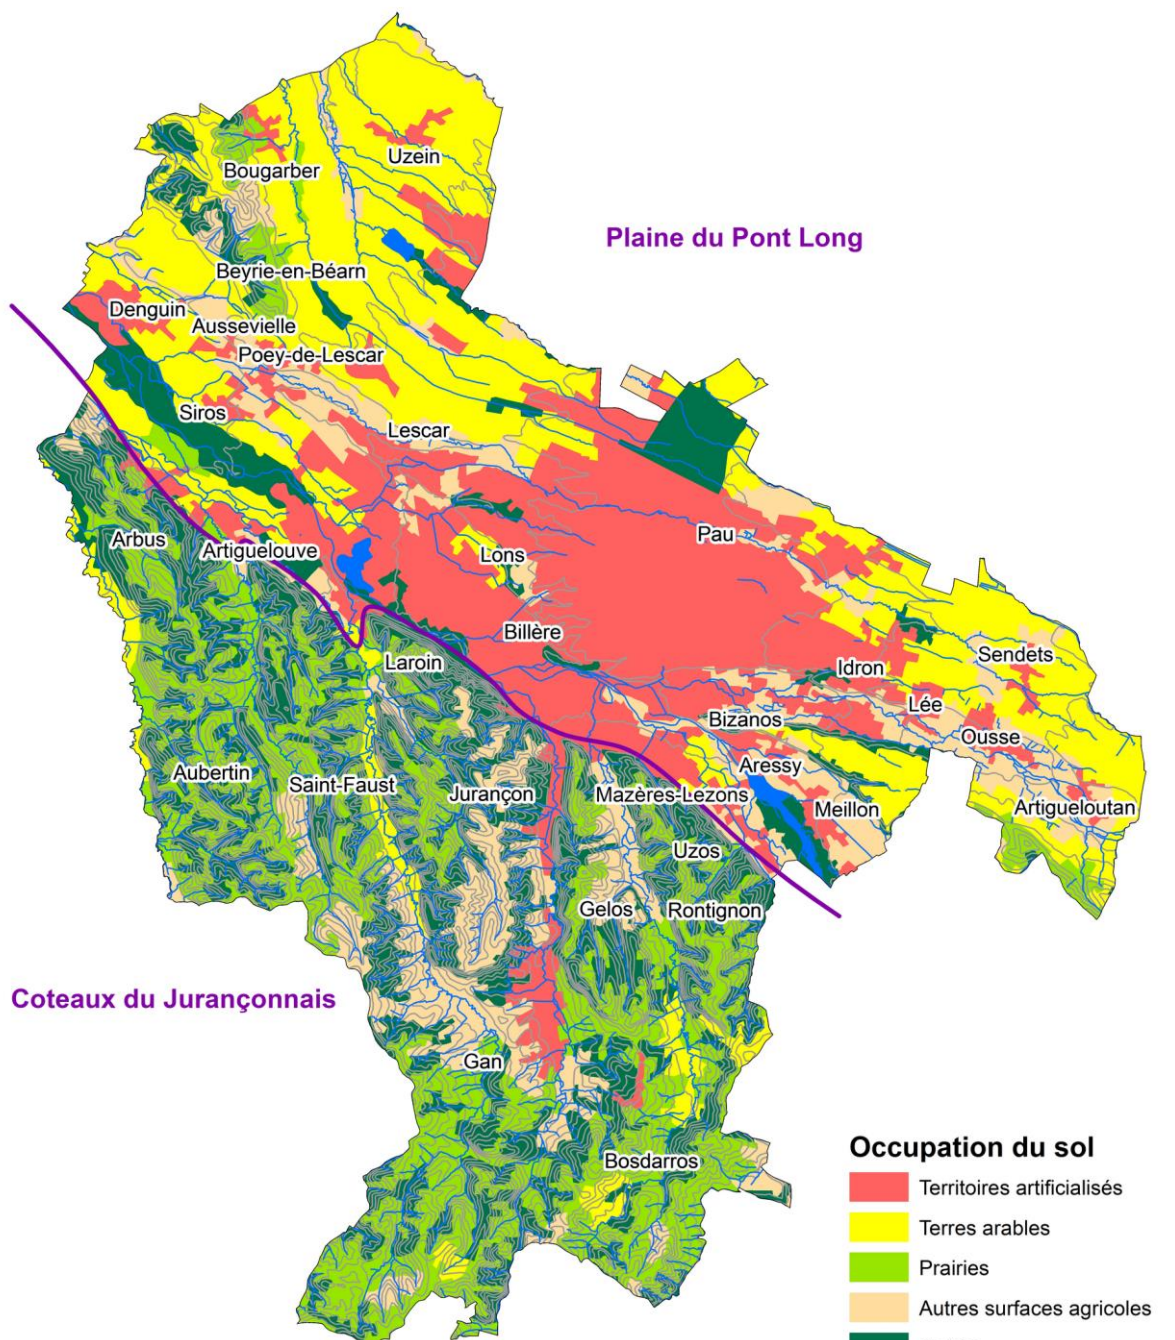 Uzein
Bougarber
Plaine du Pont Long
Beyrie-en-Béarn
Denguin
Aussevielle
Poey-de-Lescar
Siros
Lescar
Pau
Arbus
Artiguelouve
Lons
Billère
Laroin
Idron
Sendets
Lée
Bizanos
Ousse
Aressy
Aubertin
Saint-Faust
Jurançon
Mazères-Lezons
Meillon
Artigueloutan
Uzos
Gelos
Rontignon
Coteaux du Jurançonnais
Gan
Bosdarros
Occupation du sol
Territoires artificialisés
Terres arables
Prairies
Autres surfaces agricoles